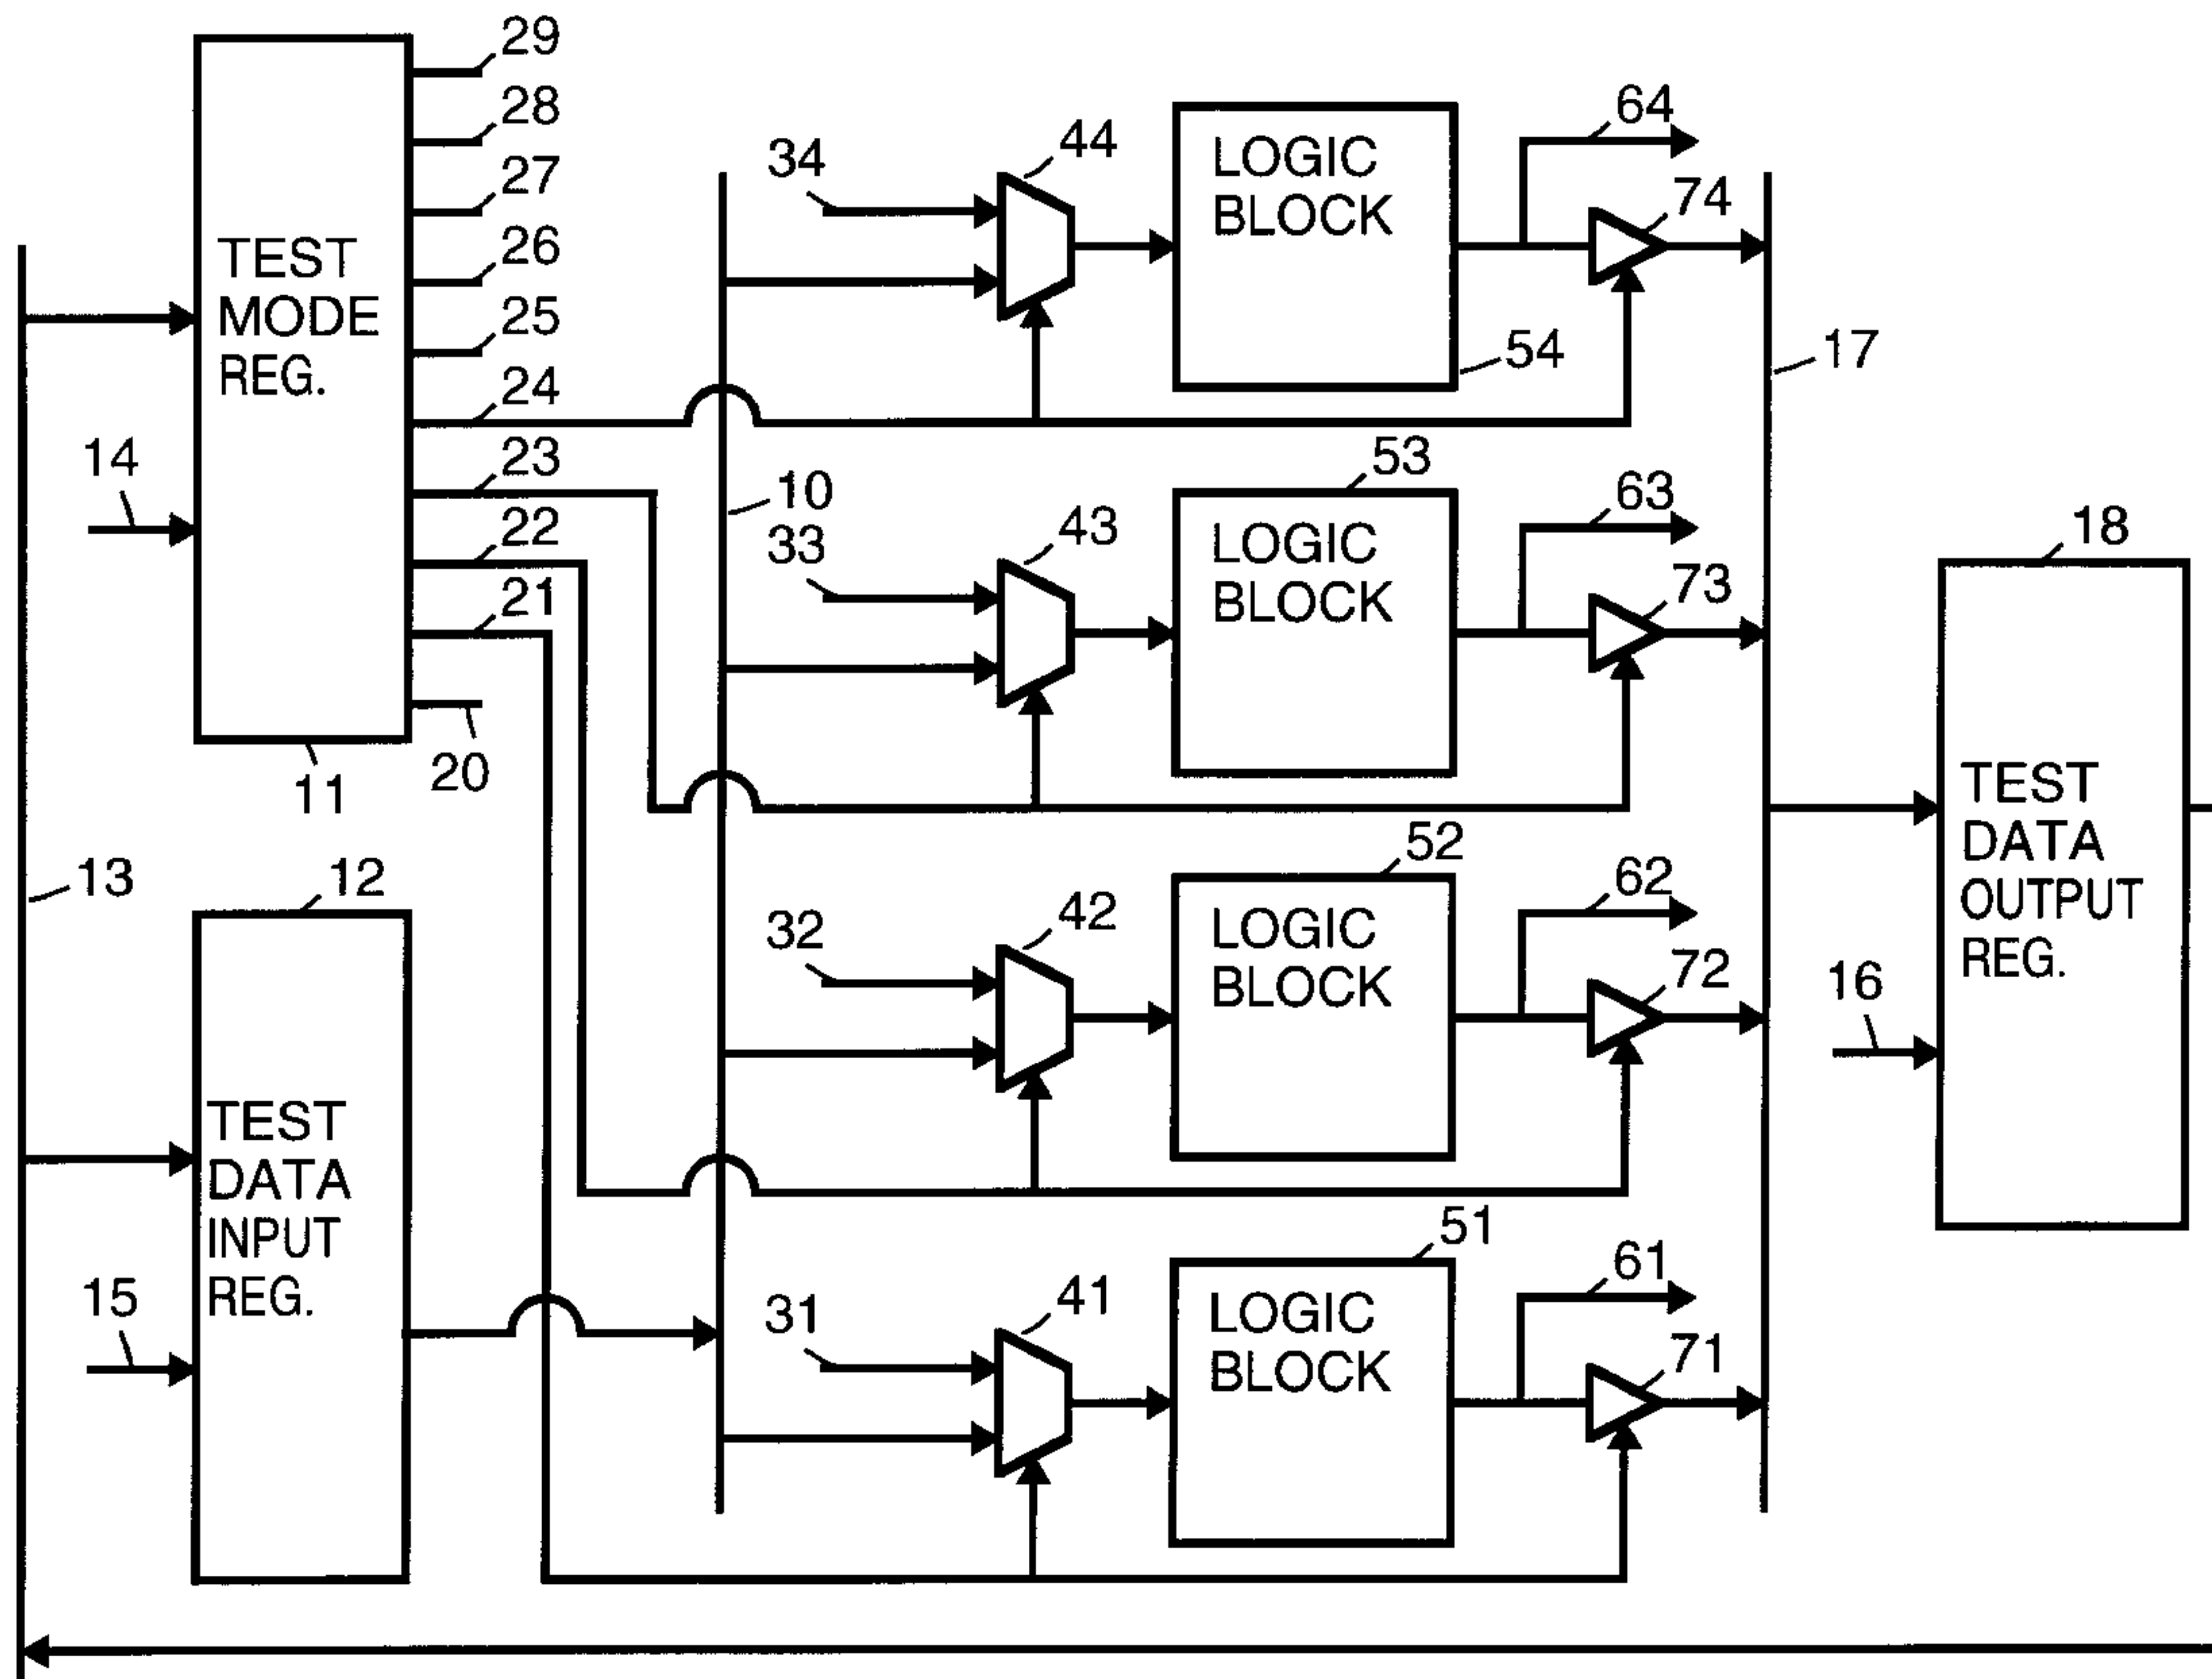 29
28
27
26
25
24
23
22
21
20
TEST
MODE
REG.
14
11
13
12
TEST
DATA
INPUT
REG.
15
10
34
44
LOGIC
BLOCK
54
64
74
17
33
43
53
LOGIC
BLOCK
63
73
32
42
52
LOGIC
BLOCK
62
72
31
41
51
LOGIC
BLOCK
61
71
18
TEST
DATA
OUTPUT
REG.
16